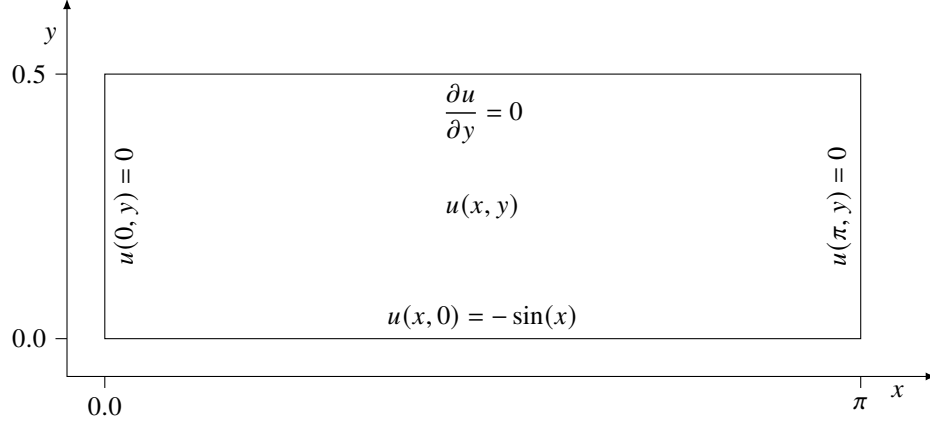 y
0.5
∂u/∂y = 0
u(0, y) = 0
u(x, y)
u(π, y) = 0
u(x, 0) = − sin(x)
0.0
0.0
π
x